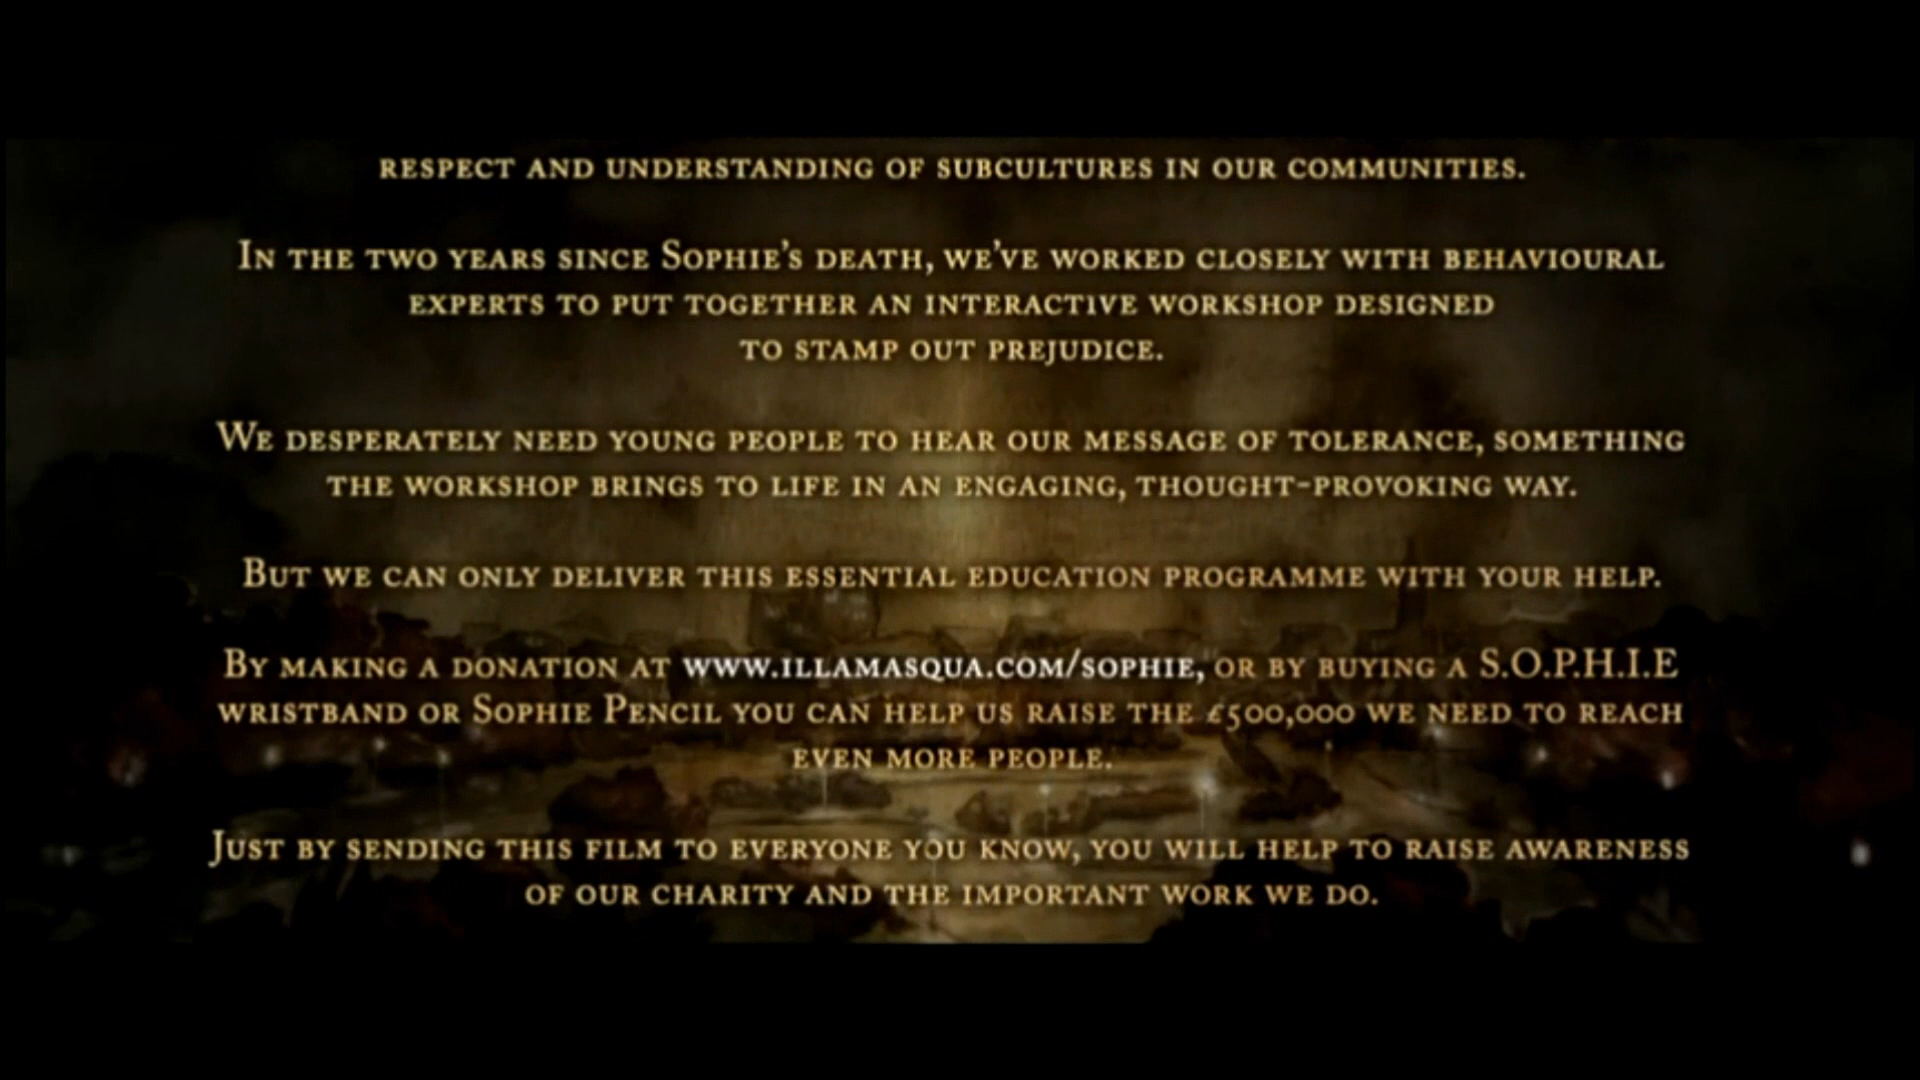 RESPECT AND UNDERSTANDING OF SUBCULTURES IN OUR COMMUNITIES.
IN THE TWO YEARS SINCE SOPHIE'S DEATH, WE'VE WORKED CLOSELY WITH BEHAVIOURAL
EXPERTS TO PUT TOGETHER AN INTERACTIVE WORKSHOP DESIGNED
TO STAMP OUT PREJUDICE.
WE DESPERATELY NEED YOUNG PEOPLE TO HEAR OUR MESSAGE OF TOLERANCE, SOMETHING
THE WORKSHOP BRINGS TO LIFE IN AN ENGAGING, THOUGHT-PROVOKING WAY.
BUT WE CAN ONLY DELIVER THIS ESSENTIAL EDUCATION PROGRAMME WITH YOUR HELP.
BY MAKING A DONATION AT WWW.ILLAMASQUA.COM/SOPHIE, OR BY BUYING A S.O.P.H.I.E
WRISTBAND OR SOPHIE PENCIL YOU CAN HELP US RAISE THE £500,000 WE NEED TO REACH
EVEN MORE PEOPLE.
JUST BY SENDING THIS FILM TO EVERYONE YOU KNOW, YOU WILL HELP TO RAISE AWARENESS
OF OUR CHARITY AND THE IMPORTANT WORK WE DO.